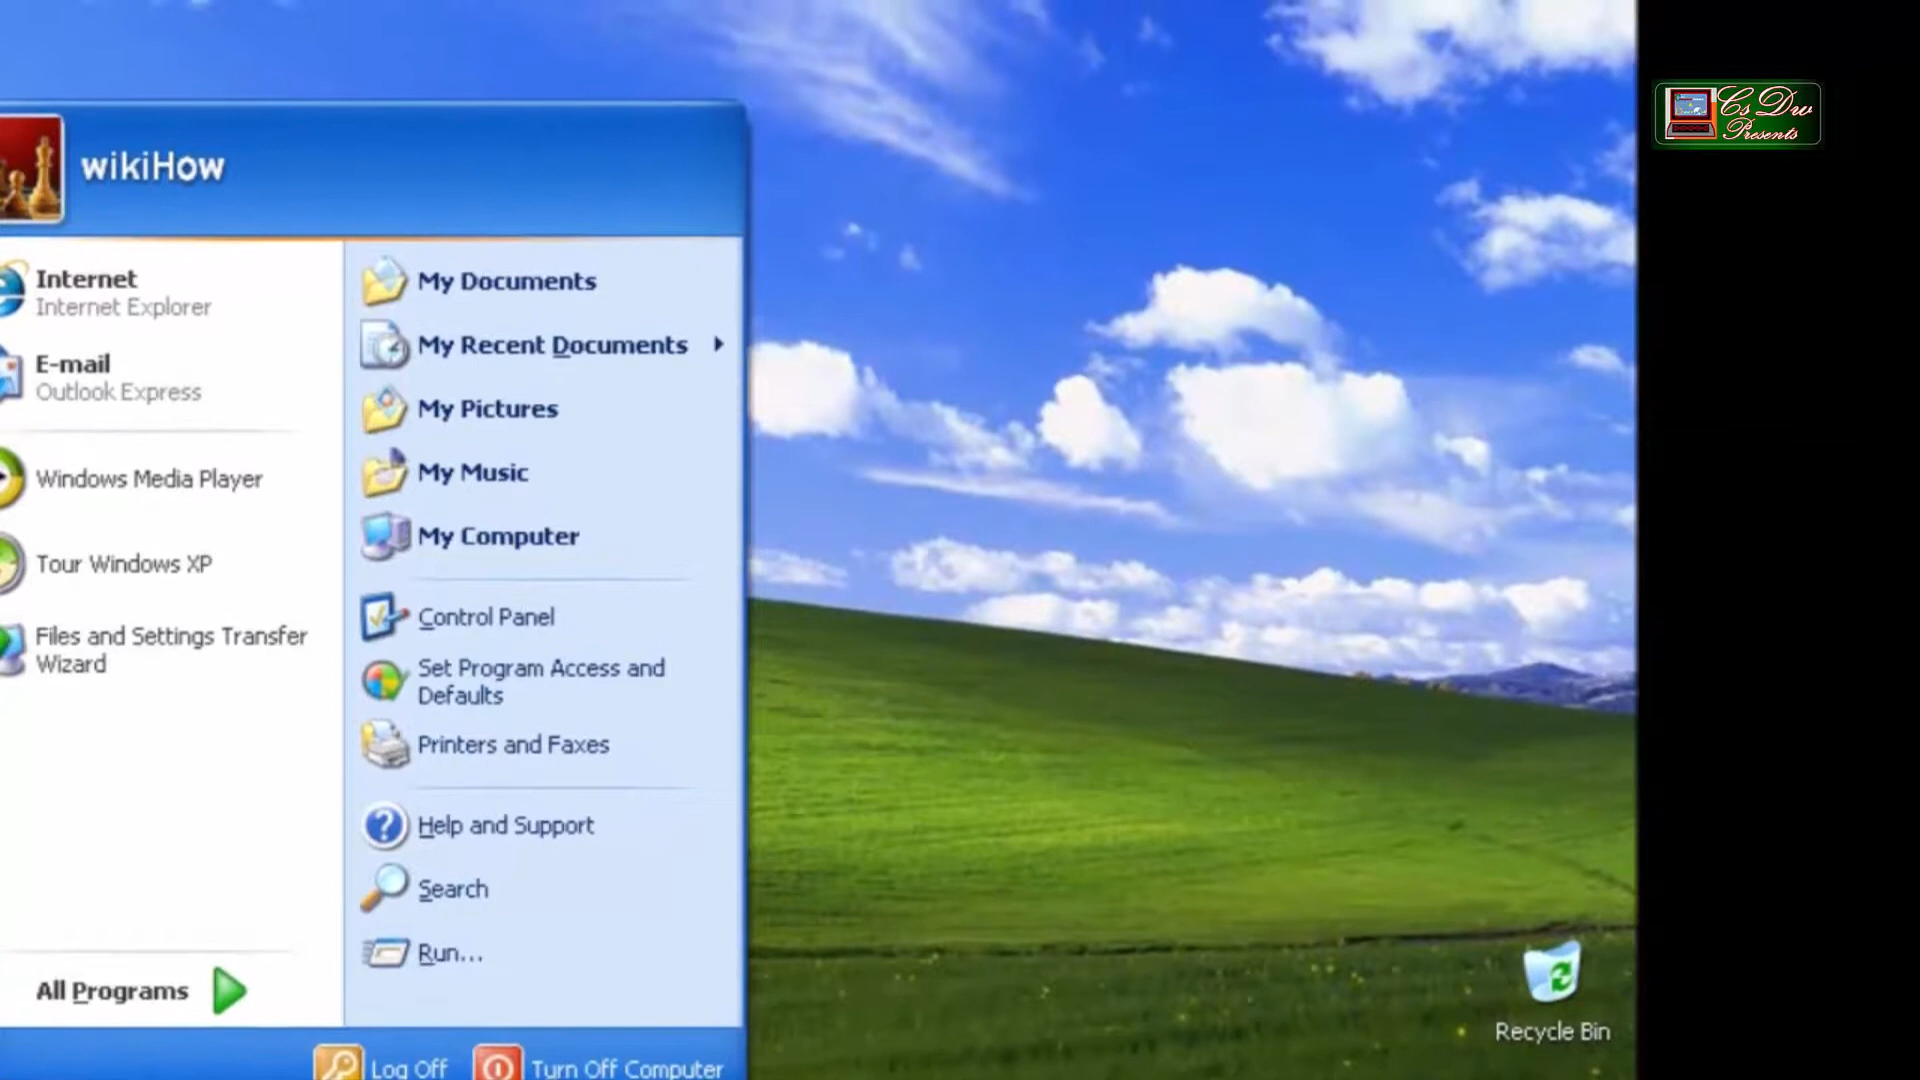 Cs Dw
Presents
wikiHow
Internet
Internet Explorer
E-mail
Outlook Express
Windows Media Player
Tour Windows XP
Files and Settings Transfer
Wizard
All Programs
My Documents
My Recent Documents
My Pictures
My Music
My Computer
Control Panel
Set Program Access and
Defaults
Printers and Faxes
Help and Support
Search
Run...
Log Off
Turn Off Computer
Recycle Bin